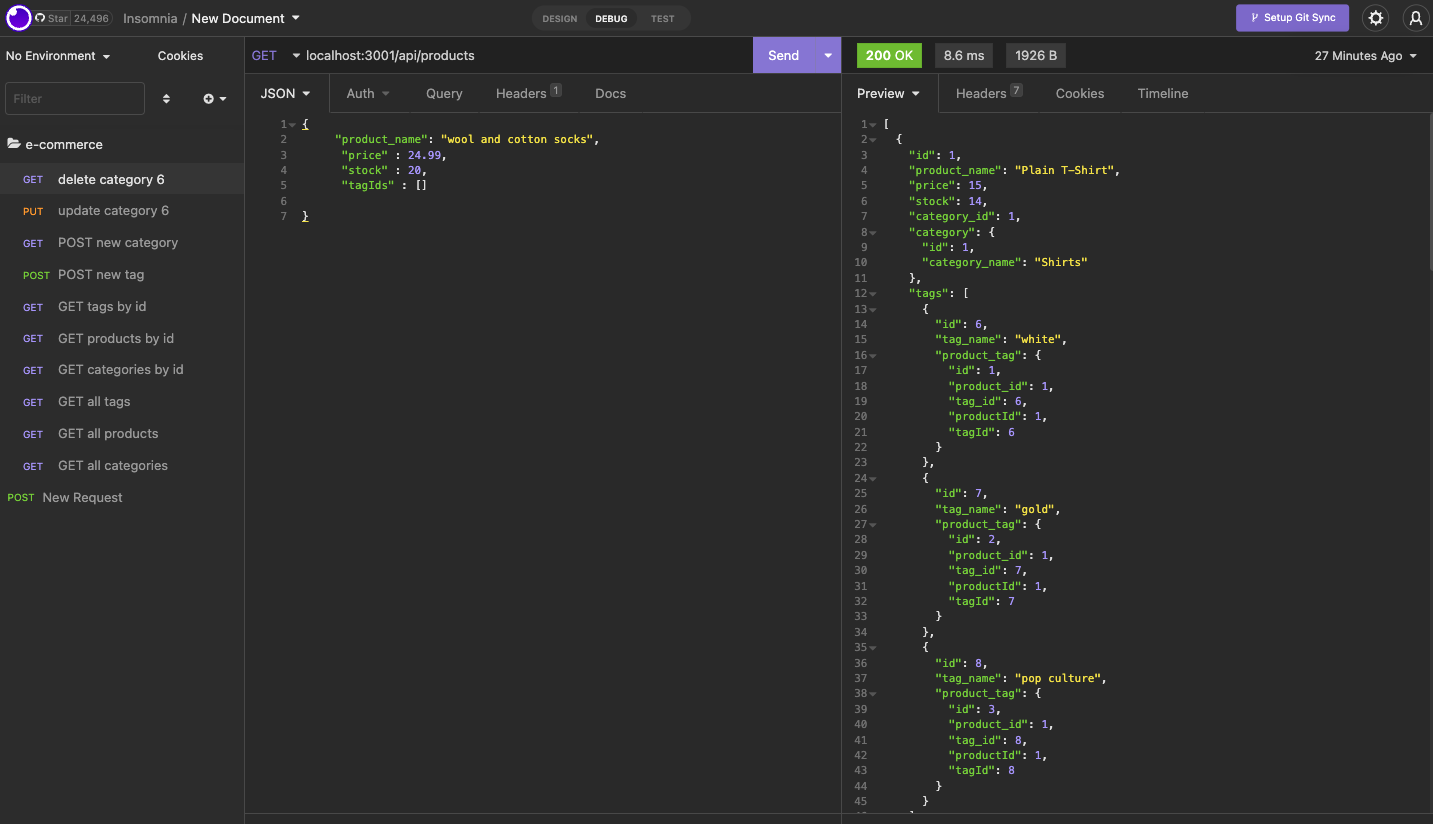 Star 24,496 Insomnia / New Document DESIGN DEBUG TEST Setup Git Sync
No Environment Cookies
Filter
e-commerce
GET delete category 6
PUT update category 6
GET POST new category
POST POST new tag
GET GET tags by id
GET GET products by id
GET GET categories by id
GET GET all tags
GET GET all products
GET GET all categories
POST New Request
GET localhost:3001/api/products Send
JSON Auth Query Headers 1 Docs
1 {
2 "product_name": "wool and cotton socks",
3 "price" : 24.99,
4 "stock" : 20,
5 "tagIds" : []
6
7 }
200 OK 8.6 ms 1926 B 27 Minutes Ago
Preview Headers 7 Cookies Timeline
1 [
2 {
3 "id": 1,
4 "product_name": "Plain T-Shirt",
5 "price": 15,
6 "stock": 14,
7 "category_id": 1,
8 "category": {
9 "id": 1,
10 "category_name": "Shirts"
11 },
12 "tags": [
13 {
14 "id": 6,
15 "tag_name": "white",
16 "product_tag": {
17 "id": 1,
18 "product_id": 1,
19 "tag_id": 6,
20 "productId": 1,
21 "tagId": 6
22 }
23 },
24 {
25 "id": 7,
26 "tag_name": "gold",
27 "product_tag": {
28 "id": 2,
29 "product_id": 1,
30 "tag_id": 7,
31 "productId": 1,
32 "tagId": 7
33 }
34 },
35 {
36 "id": 8,
37 "tag_name": "pop culture",
38 "product_tag": {
39 "id": 3,
40 "product_id": 1,
41 "tag_id": 8,
42 "productId": 1,
43 "tagId": 8
44 }
45 }